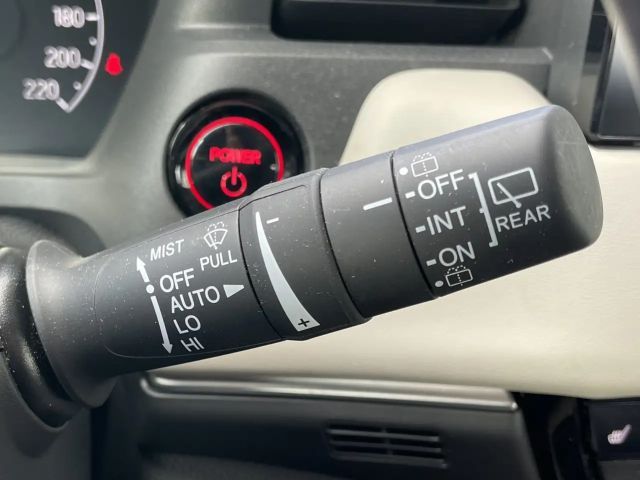 180
200
220
POWER
MIST
OFF
PULL
AUTO
LO
HI
-
+
OFF
INT
ON
REAR